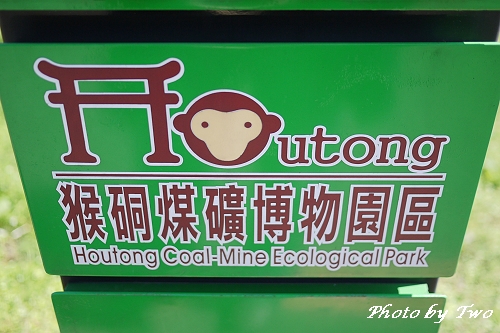 Houtong
猴硐煤礦博物園區
Houtong Coal-Mine Ecological Park
Photo by Two